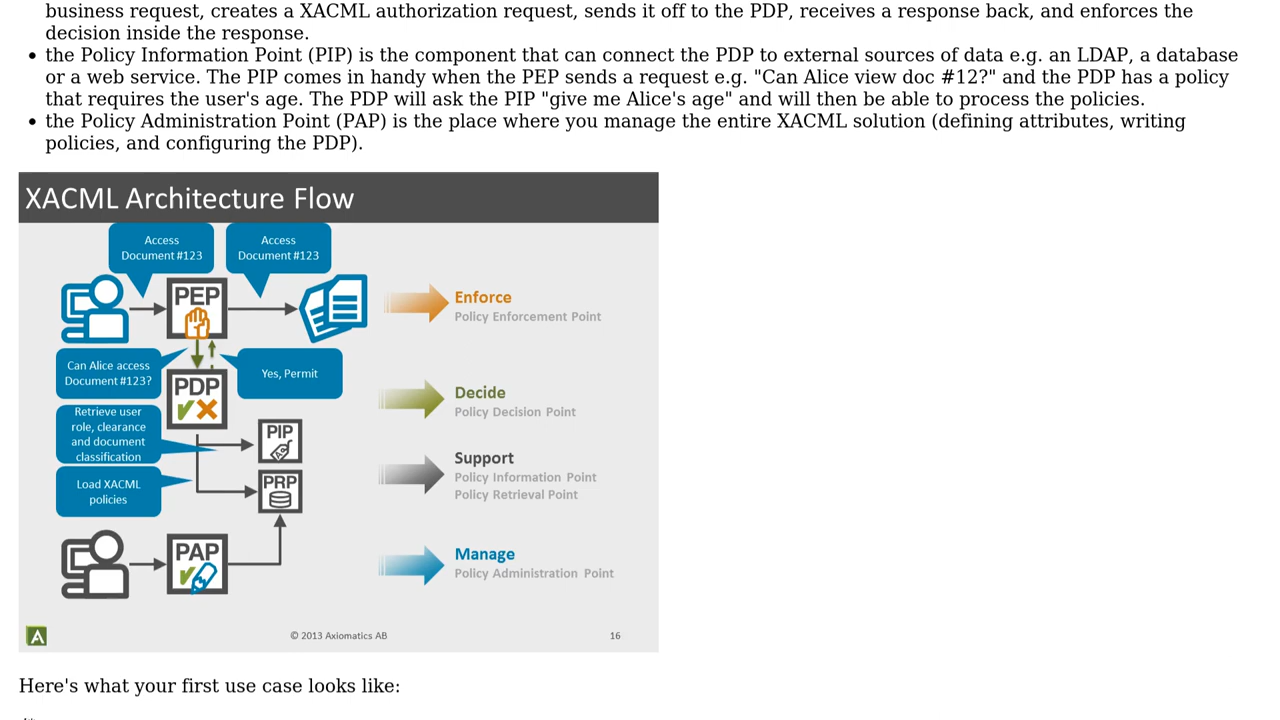 business request, creates a XACML authorization request, sends it off to the PDP, receives a response back, and enforces the
decision inside the response.
• the Policy Information Point (PIP) is the component that can connect the PDP to external sources of data e.g. an LDAP, a database
or a web service. The PIP comes in handy when the PEP sends a request e.g. "Can Alice view doc #12?" and the PDP has a policy
that requires the user's age. The PDP will ask the PIP "give me Alice's age" and will then be able to process the policies.
• the Policy Administration Point (PAP) is the place where you manage the entire XACML solution (defining attributes, writing
policies, and configuring the PDP).
XACML Architecture Flow
Access
Document #123
Access
Document #123
PEP
Enforce
Policy Enforcement Point
Can Alice access
Document #123?
Yes, Permit
PDP
Decide
Policy Decision Point
Retrieve user
role, clearance
and document
classification
PIP
Support
Policy Information Point
Policy Retrieval Point
Load XACML
policies
PRP
PAP
Manage
Policy Administration Point
A
© 2013 Axiomatics AB
16
Here's what your first use case looks like: